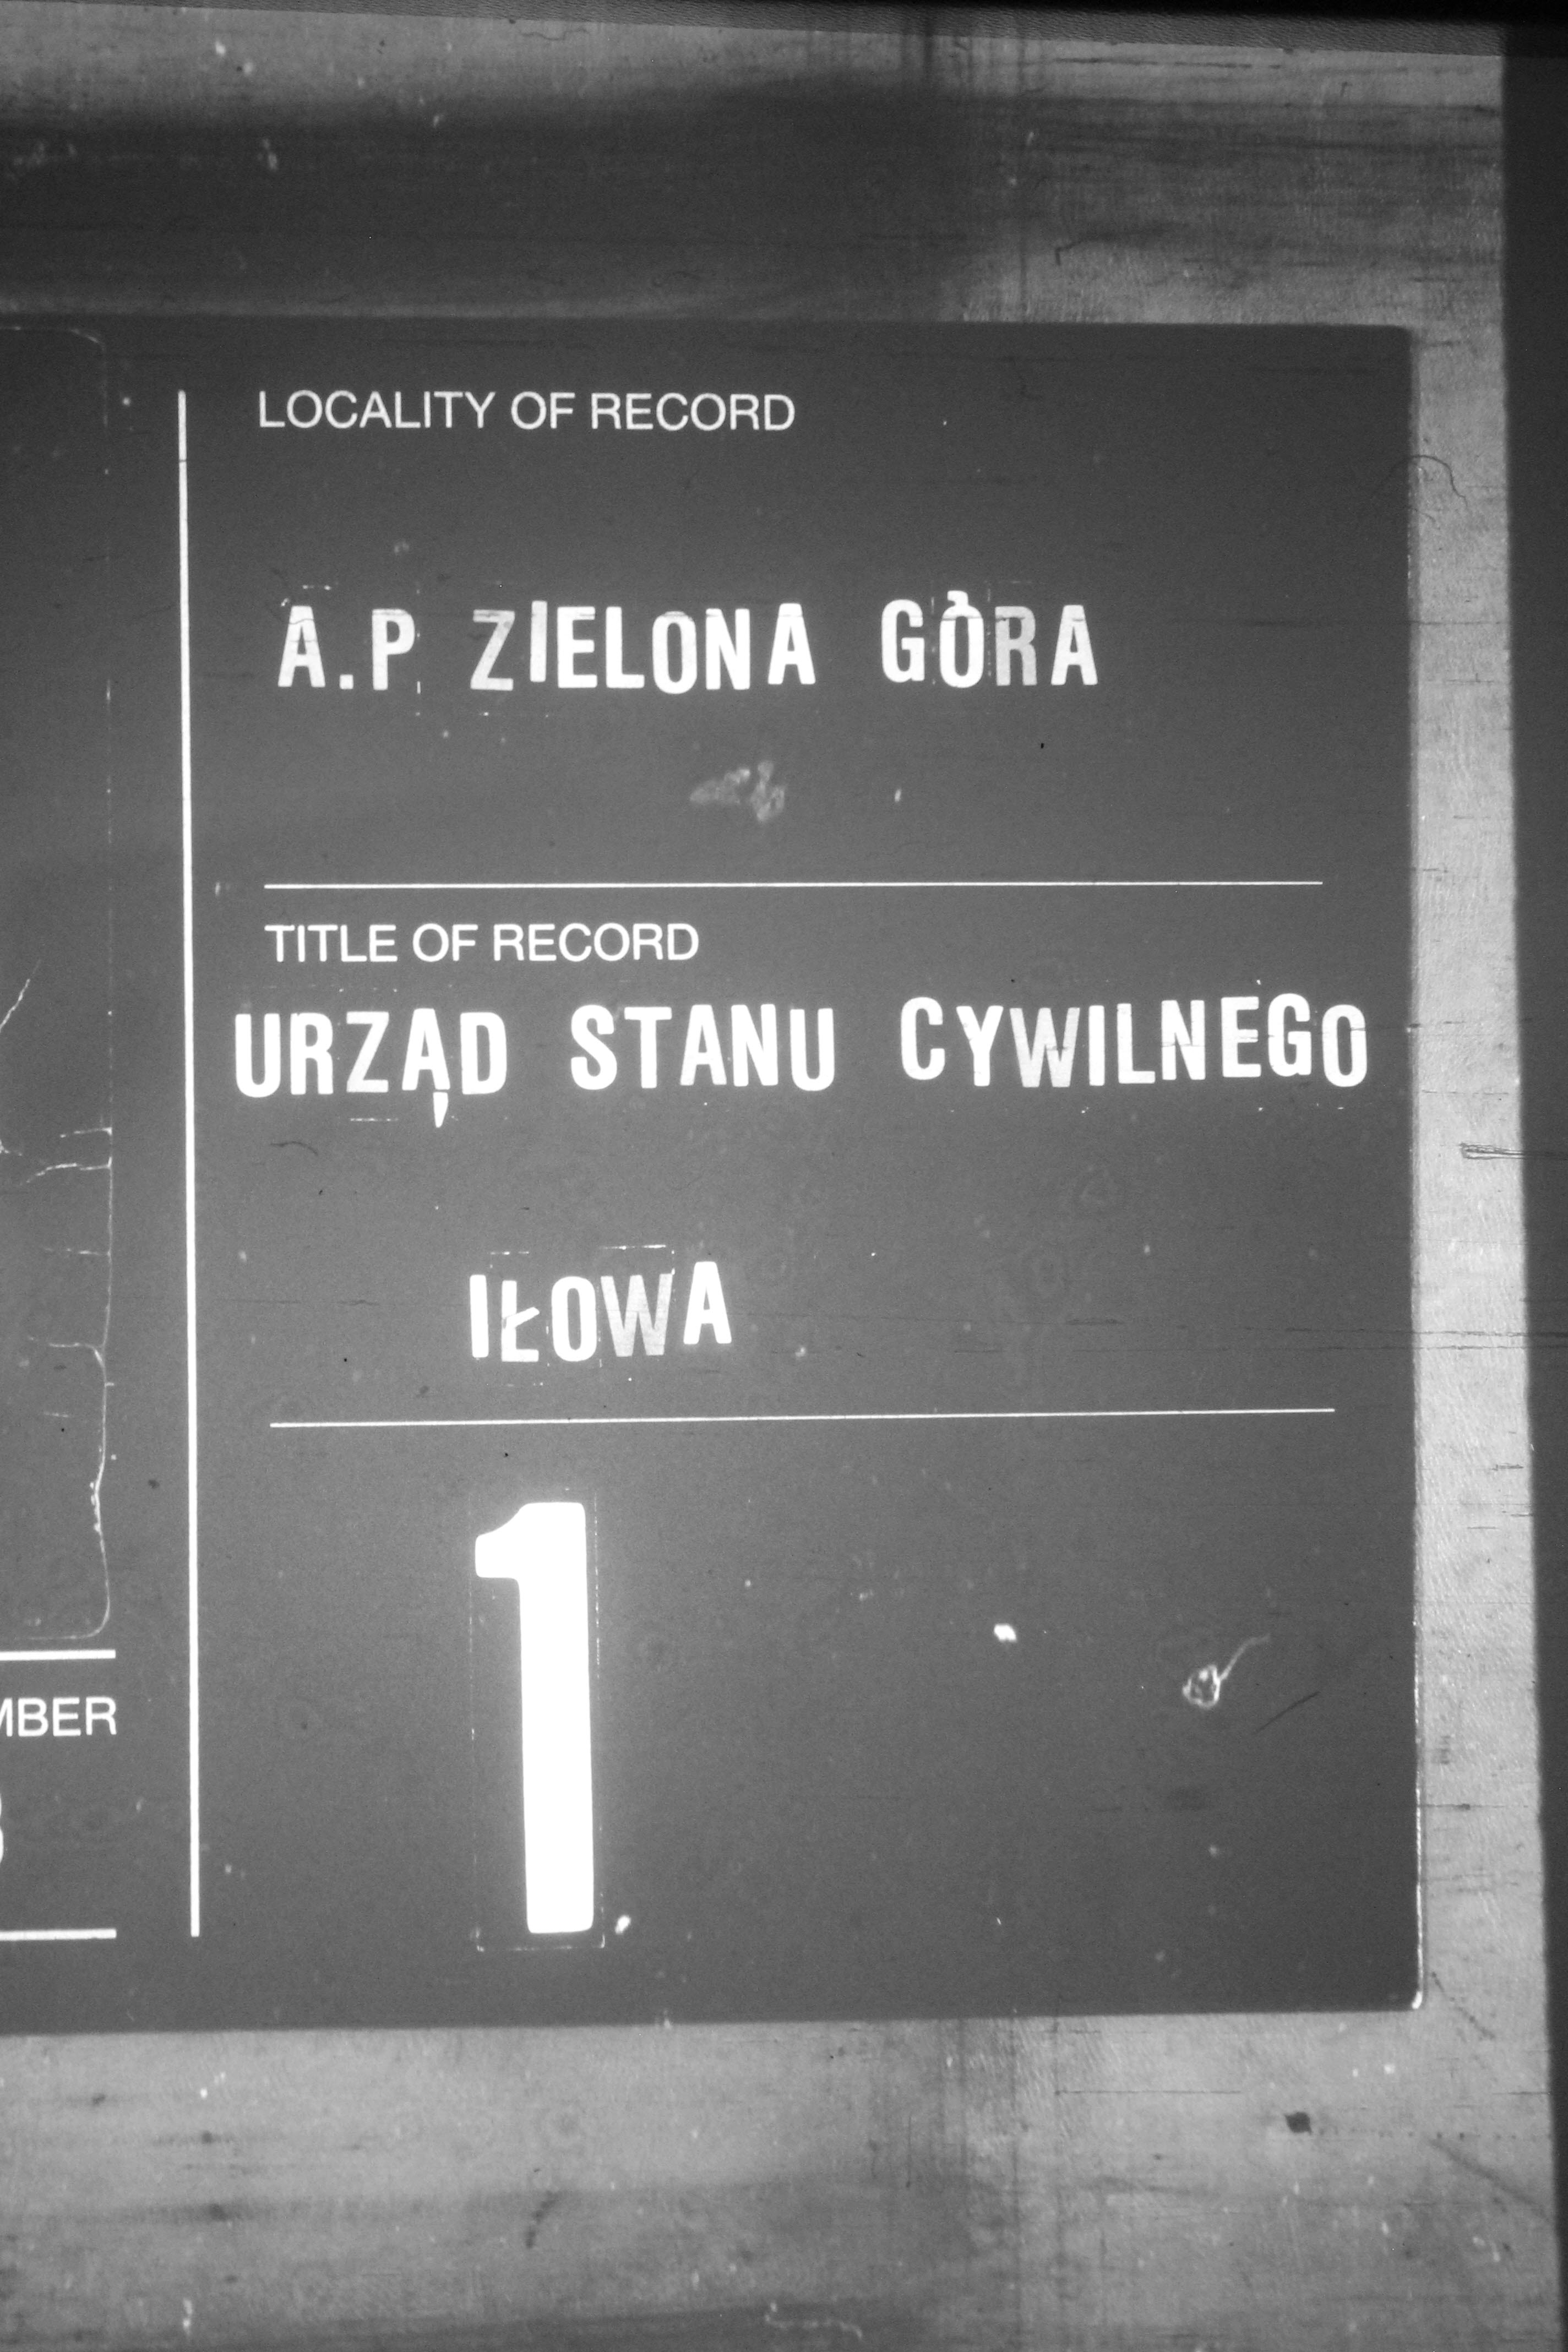 LOCALITY OF RECORD
A.P ZIELONA GÒRA
TITLE OF RECORD
URZĄD STANU CYWILNEGO
IŁOWA
1
MBER